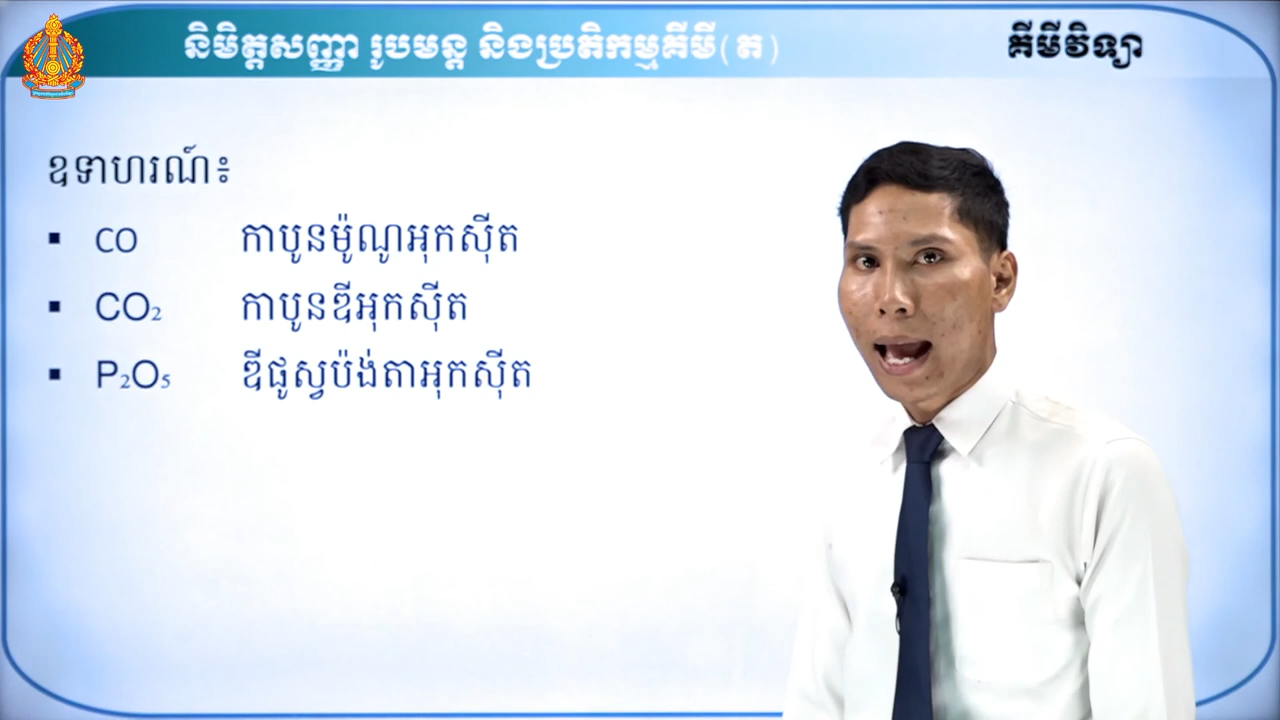 និមិត្តសញ្ញា រូបមន្ត និងប្រតិកម្មគីមី(ត)
គីមីវិទ្យា
ឧទាហរណ៍៖
▪ CO កាបូនម៉ូណូអុកស៊ីត
▪ CO₂ កាបូនឌីអុកស៊ីត
▪ P₂O₅ ឌីផូស្វប៉ង់តាអុកស៊ីត